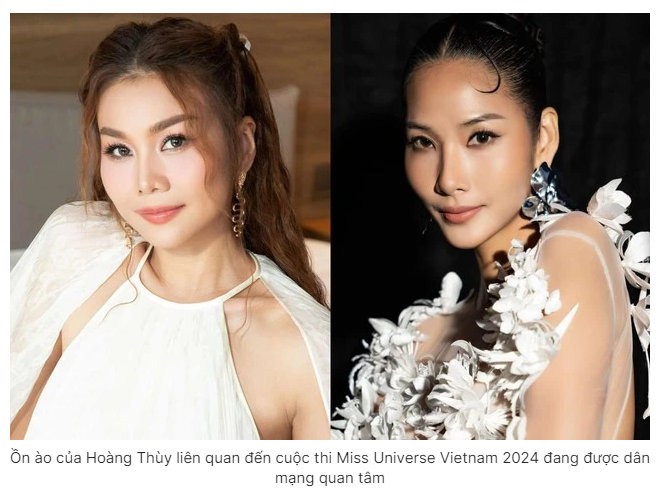 Ồn ào của Hoàng Thùy liên quan đến cuộc thi Miss Universe Vietnam 2024 đang được dân
mạng quan tâm